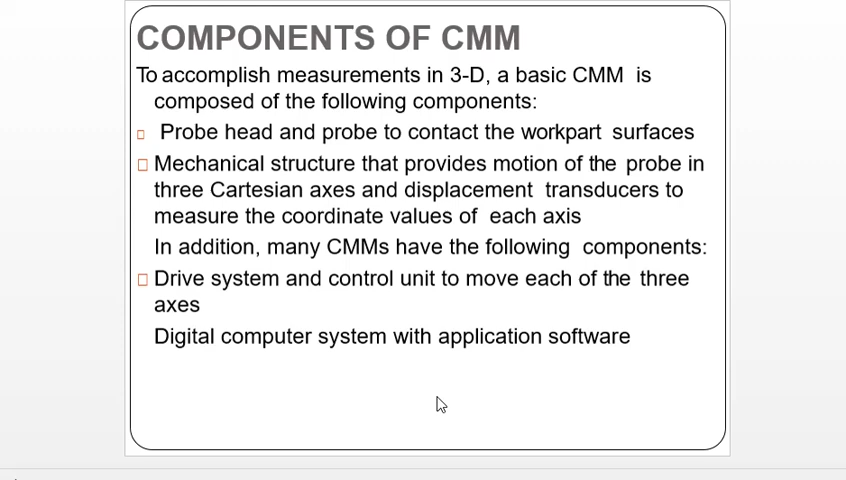 COMPONENTS OF CMM
To accomplish measurements in 3-D, a basic CMM is
composed of the following components:
Probe head and probe to contact the workpart surfaces
Mechanical structure that provides motion of the probe in
three Cartesian axes and displacement transducers to
measure the coordinate values of each axis
In addition, many CMMs have the following components:
Drive system and control unit to move each of the three
axes
Digital computer system with application software